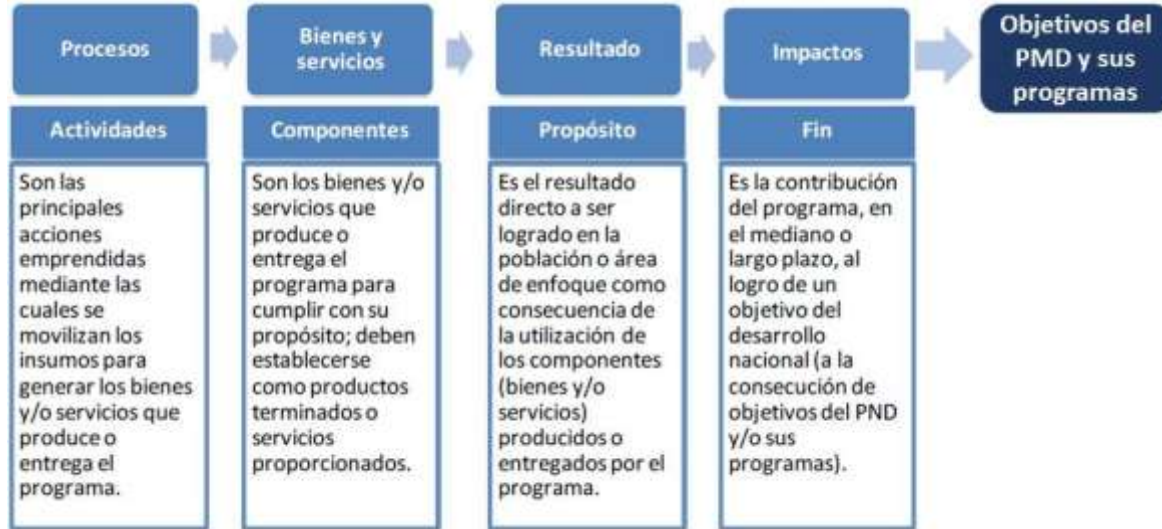 Procesos
Bienes y
servicios
Resultado
Impactos
Objetivos del
PMD y sus
programas
Actividades
Son las
principales
acciones
emprendidas
mediante las
cuales se
movilizan los
insumos para
generar los bienes
y/o servicios que
produce o
entrega el
programa.
Componentes
Son los bienes y/o
servicios que
produce o
entrega el
programa para
cumplir con su
propósito; deben
establecerse
como productos
terminados o
servicios
proporcionados.
Propósito
Es el resultado
directo a ser
logrado en la
población o área
de enfoque como
consecuencia de
la utilización de
los componentes
(bienes y/o
servicios)
producidos o
entregados por el
programa.
Fin
Es la contribución
del programa, en
el mediano o
largo plazo, al
logro de un
objetivo del
desarrollo
nacional (a la
consecución de
objetivos del PND
y/o sus
programas).